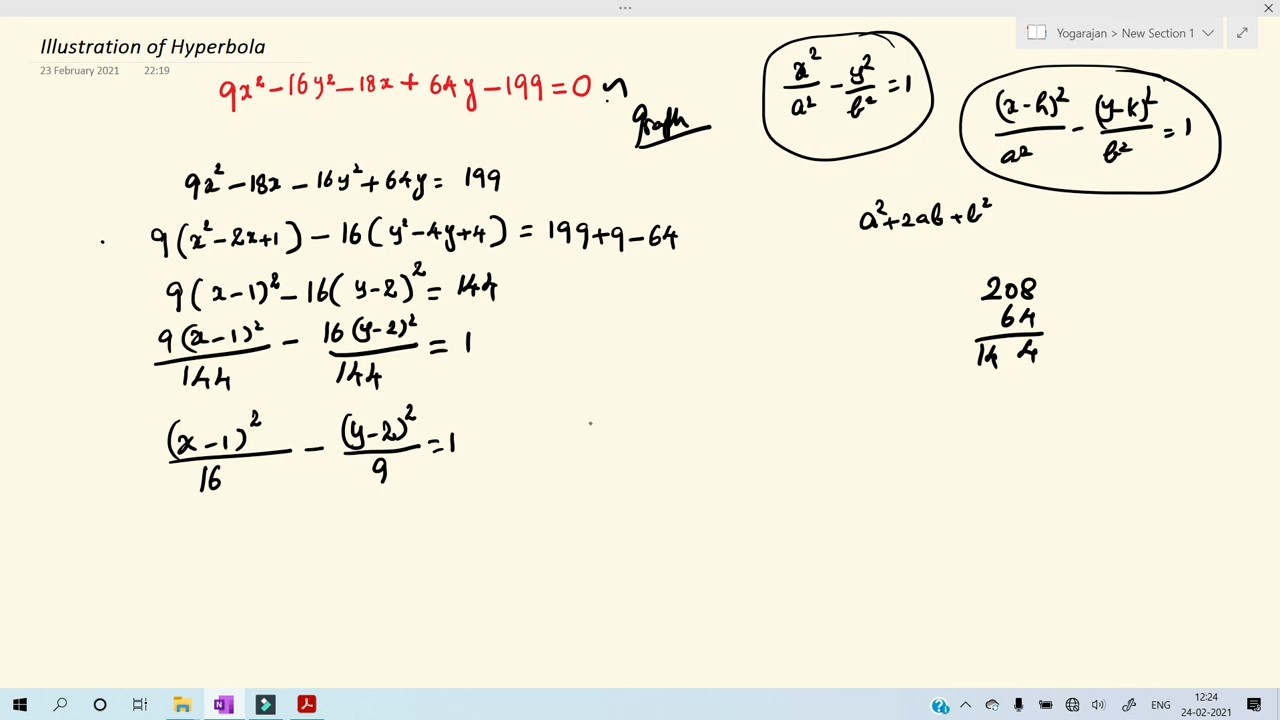 Illustration of Hyperbola
23 February 2021 22:19
Yogarajan > New Section 1
9x² - 16y² - 18x + 64y - 199 = 0
Graph
x²/a² - y²/b² = 1
(x-h)²/a² - (y-k)²/b² = 1
9x² - 18x - 16y² + 64y = 199
a² + 2ab + b²
9(x² - 2x + 1) - 16(y² - 4y + 4) = 199 + 9 - 64
9(x-1)² - 16(y-2)² = 144
208
64
144
9(x-1)²/144 - 16(y-2)²/144 = 1
(x-1)²/16 - (y-2)²/9 = 1
ENG
12:24
24-02-2021